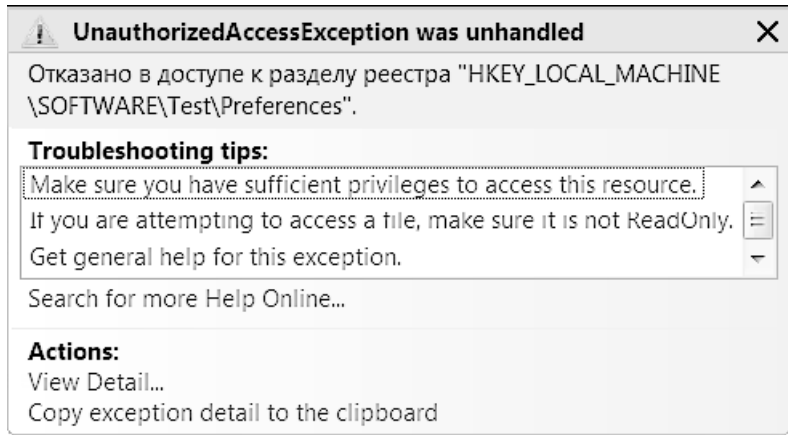 UnauthorizedAccessException was unhandled
Отказано в доступе к разделу реестра "HKEY_LOCAL_MACHINE
\SOFTWARE\Test\Preferences".
Troubleshooting tips:
Make sure you have sufficient privileges to access this resource.
If you are attempting to access a file, make sure it is not ReadOnly.
Get general help for this exception.
Search for more Help Online...
Actions:
View Detail...
Copy exception detail to the clipboard